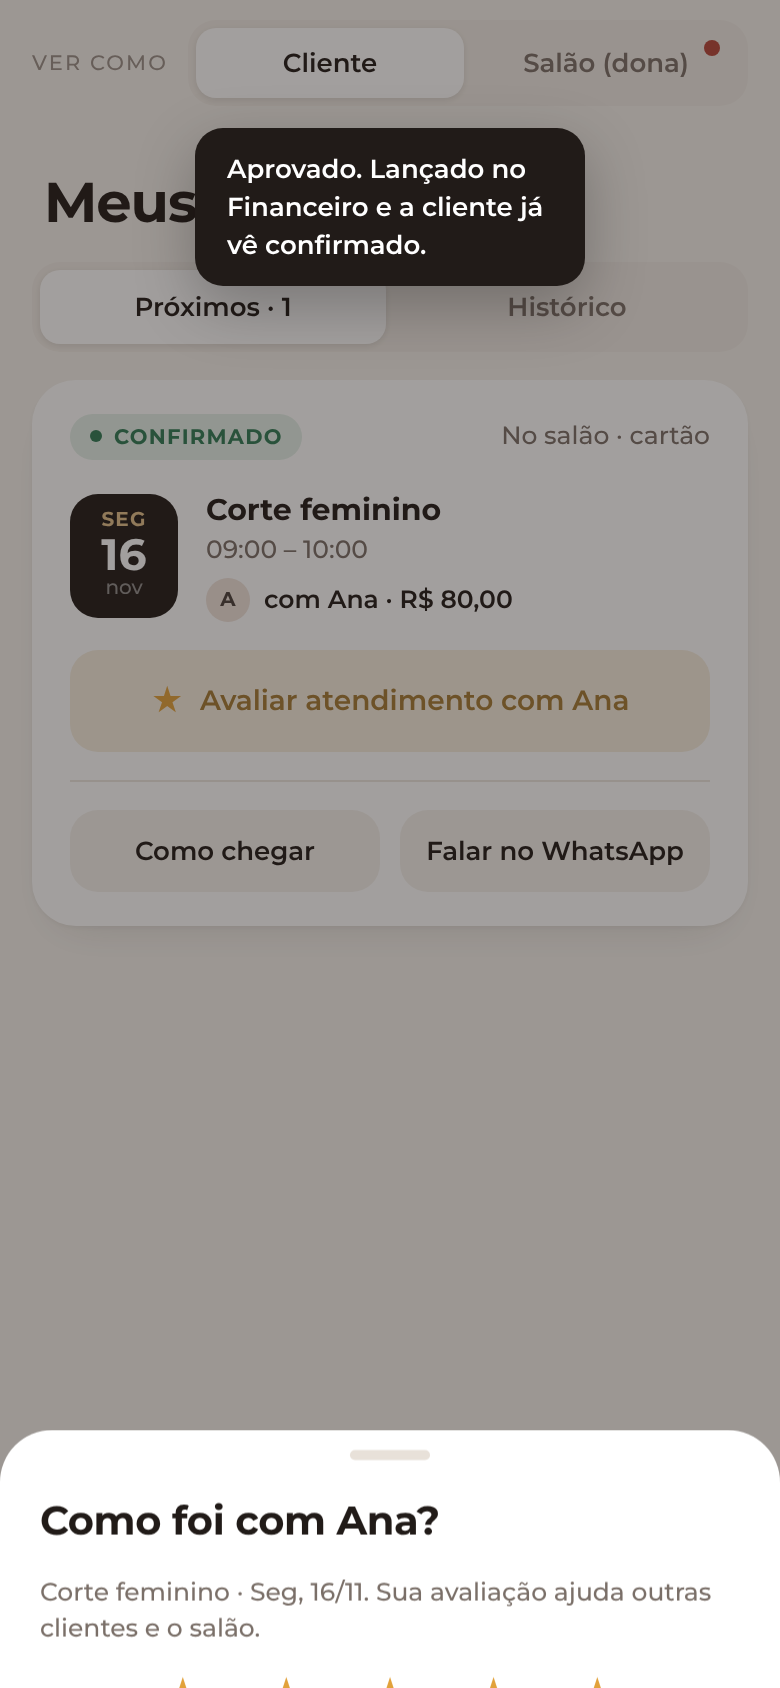 VER COMO
Cliente
Salão (dona)
Aprovado. Lançado no
Financeiro e a cliente já
vê confirmado.
Meus
Próximos · 1
Histórico
CONFIRMADO
No salão · cartão
SEG
16
nov
Corte feminino
09:00 – 10:00
A
com Ana · R$ 80,00
★ Avaliar atendimento com Ana
Como chegar
Falar no WhatsApp
Como foi com Ana?
Corte feminino · Seg, 16/11. Sua avaliação ajuda outras
clientes e o salão.